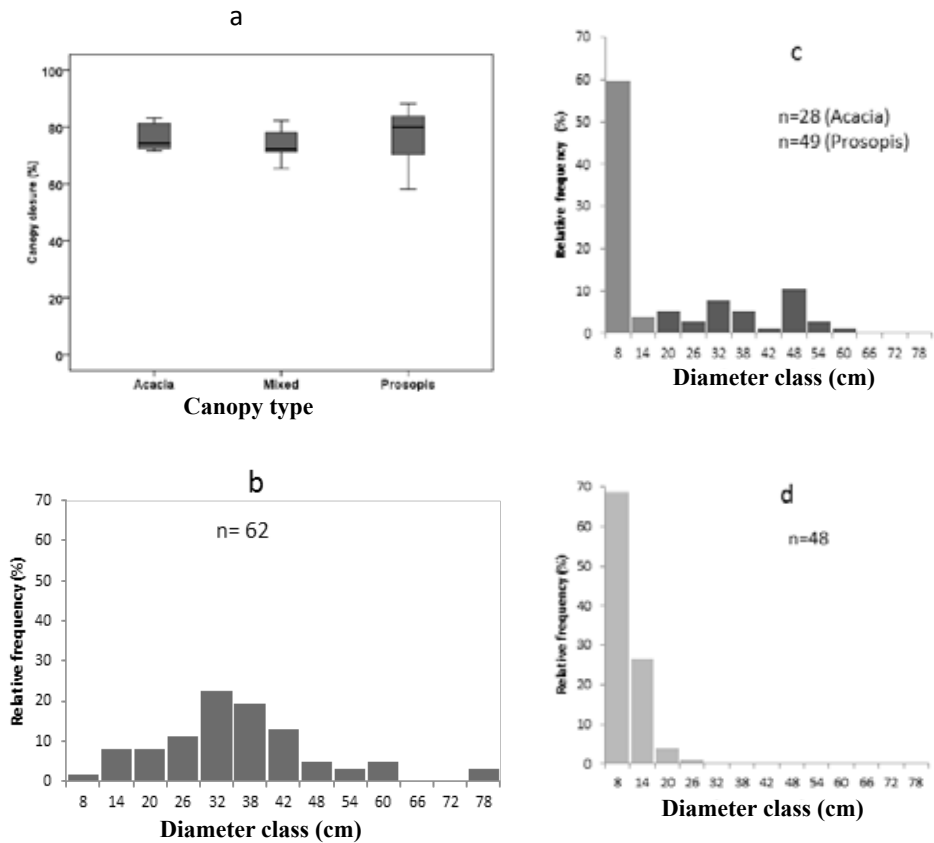 a
Canopy closure (%)
100
80
60
40
20
0
Acacia Mixed Prosopis
Canopy type
c
n=28 (Acacia)
n=49 (Prosopis)
Relative frequency (%)
70
60
50
40
30
20
10
0
8 14 20 26 32 38 42 48 54 60 66 72 78
Diameter class (cm)
b
n= 62
Relative frequency (%)
70
60
50
40
30
20
10
0
8 14 20 26 32 38 42 48 54 60 66 72 78
Diameter class (cm)
d
n=48
Relative frequency (%)
70
60
50
40
30
20
10
0
8 14 20 26 32 38 42 48 54 60 66 72 78
Diameter class (cm)